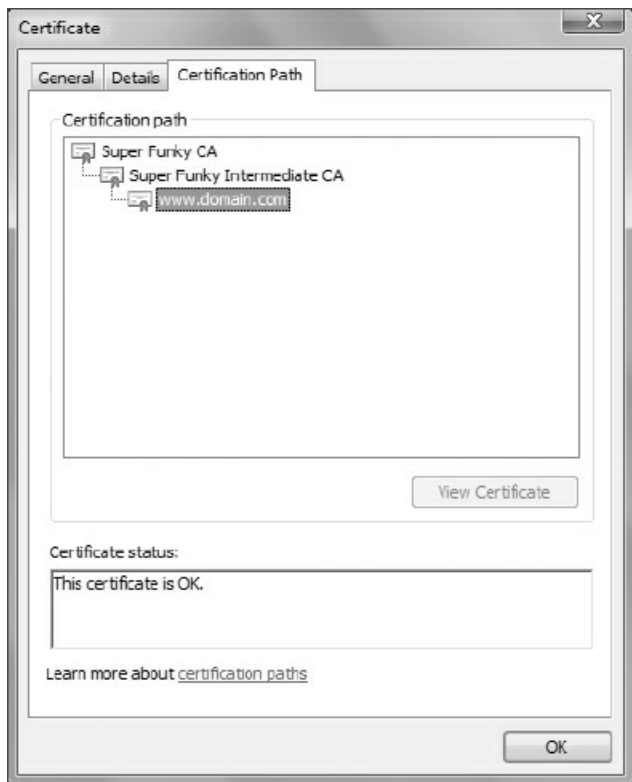 Certificate
General Details Certification Path
Certification path
Super Funky CA
Super Funky Intermediate CA
www.domain.com
View Certificate
Certificate status:
This certificate is OK.
Learn more about certification paths
OK